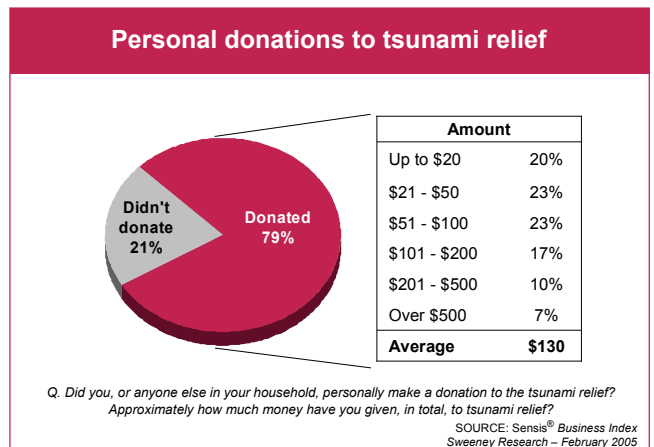 Personal donations to tsunami relief
Didn't
donate
21%
Donated
79%
Amount
Up to $20 20%
$21 - $50 23%
$51 - $100 23%
$101 - $200 17%
$201 - $500 10%
Over $500 7%
Average $130
Q. Did you, or anyone else in your household, personally make a donation to the tsunami relief?
Approximately how much money have you given, in total, to tsunami relief?
SOURCE: Sensis® Business Index
Sweeney Research – February 2005